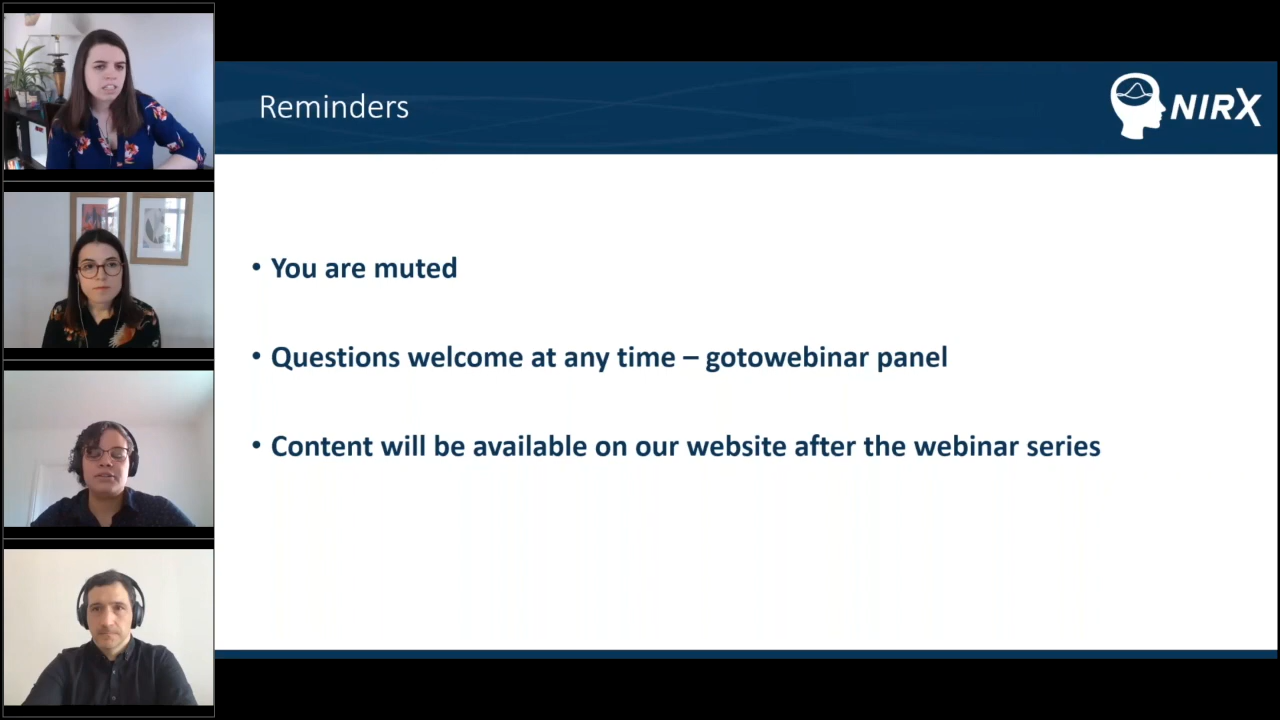 Reminders
NIRX
• You are muted
• Questions welcome at any time – gotowebinar panel
• Content will be available on our website after the webinar series